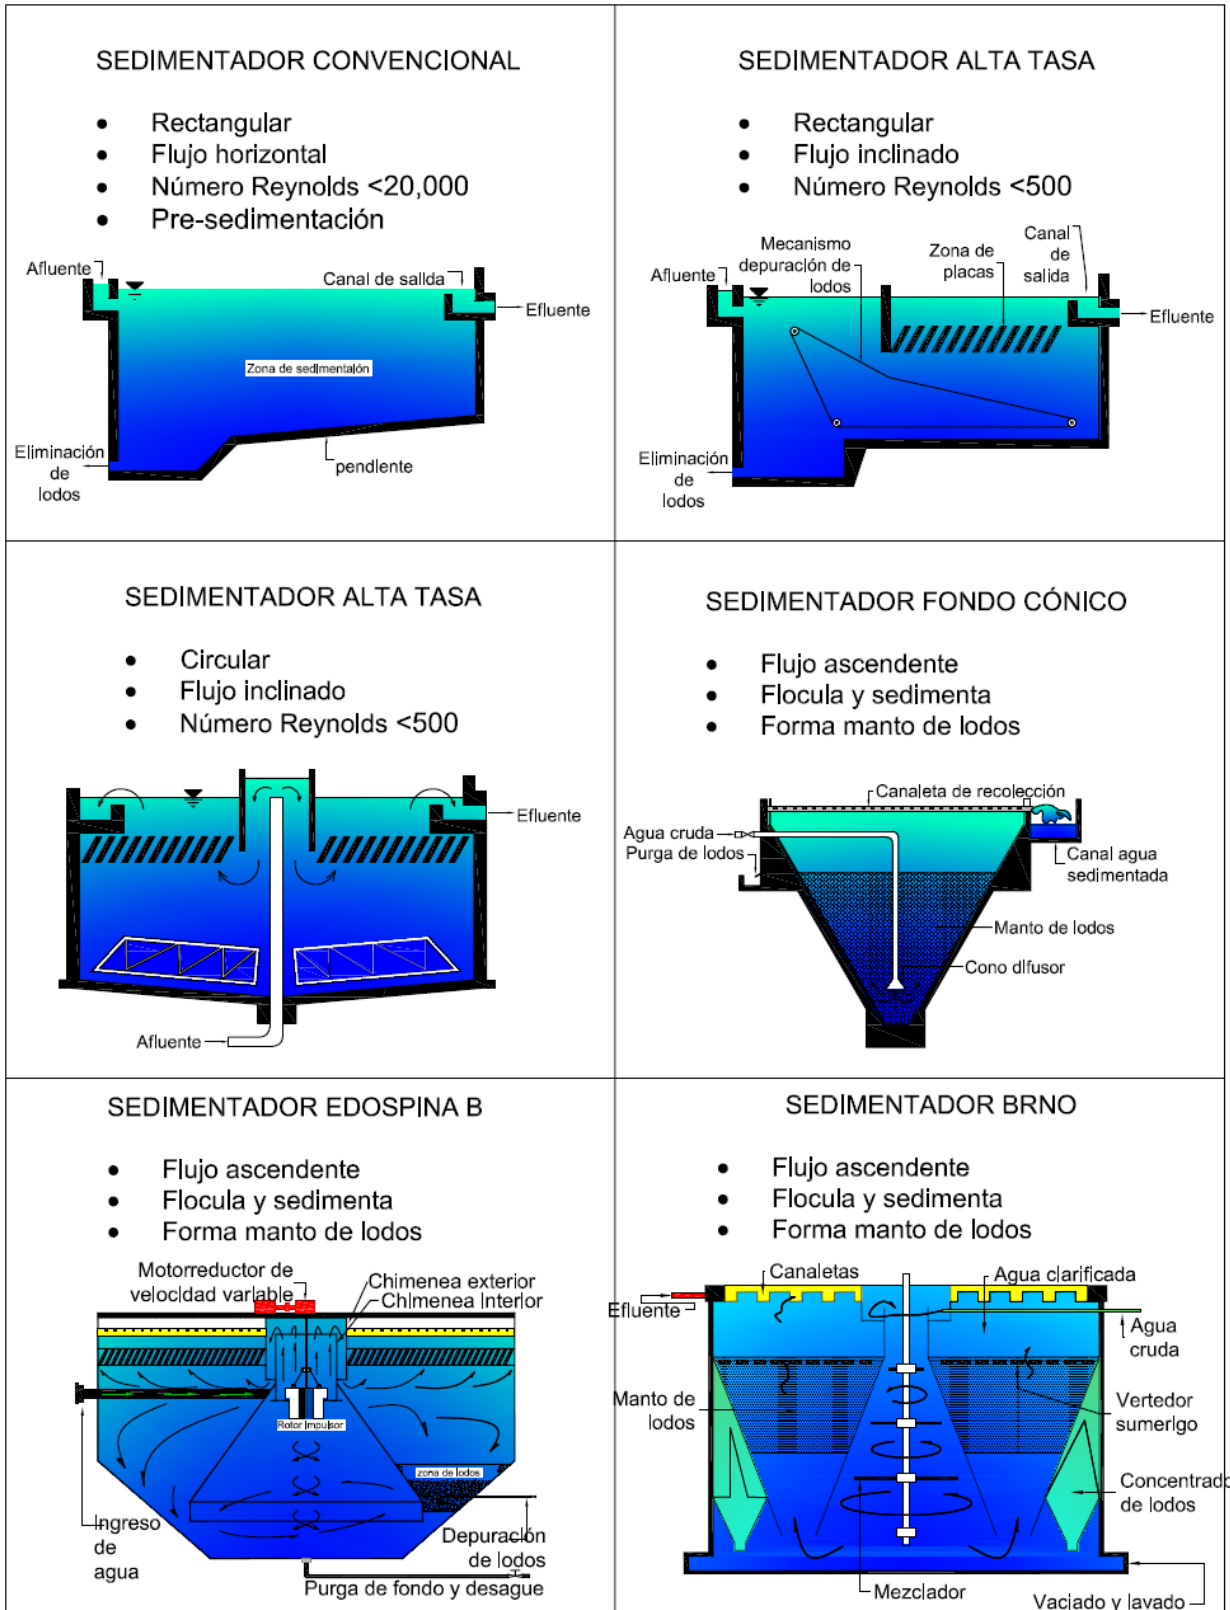 SEDIMENTADOR CONVENCIONAL
• Rectangular
• Flujo horizontal
• Número Reynolds <20,000
• Pre-sedimentación
Afluente
Canal de salida
Efluente
Zona de sedimentaión
Eliminación
de
lodos
pendiente
SEDIMENTADOR ALTA TASA
• Rectangular
• Flujo inclinado
• Número Reynolds <500
Afluente
Mecanismo
depuración de
lodos
Zona de
placas
Canal
de
salida
Efluente
Eliminación
de
lodos
SEDIMENTADOR ALTA TASA
• Circular
• Flujo inclinado
• Número Reynolds <500
Efluente
Afluente
SEDIMENTADOR FONDO CÓNICO
• Flujo ascendente
• Flocula y sedimenta
• Forma manto de lodos
Canaleta de recolección
Agua cruda
Purga de lodos
Canal agua
sedimentada
Manto de lodos
Cono difusor
SEDIMENTADOR EDOSPINA B
• Flujo ascendente
• Flocula y sedimenta
• Forma manto de lodos
Motorreductor de
velocidad variable
Chimenea exterior
Chimenea interior
Rotor Impulsor
zona de lodos
Ingreso
de
agua
Depuración
de lodos
Purga de fondo y desague
SEDIMENTADOR BRNO
• Flujo ascendente
• Flocula y sedimenta
• Forma manto de lodos
Canaletas
Agua clarificada
Efluente
Agua
cruda
Manto de
lodos
Vertedor
sumerigo
Concentrado
de lodos
Mezclador
Vaciado y lavado